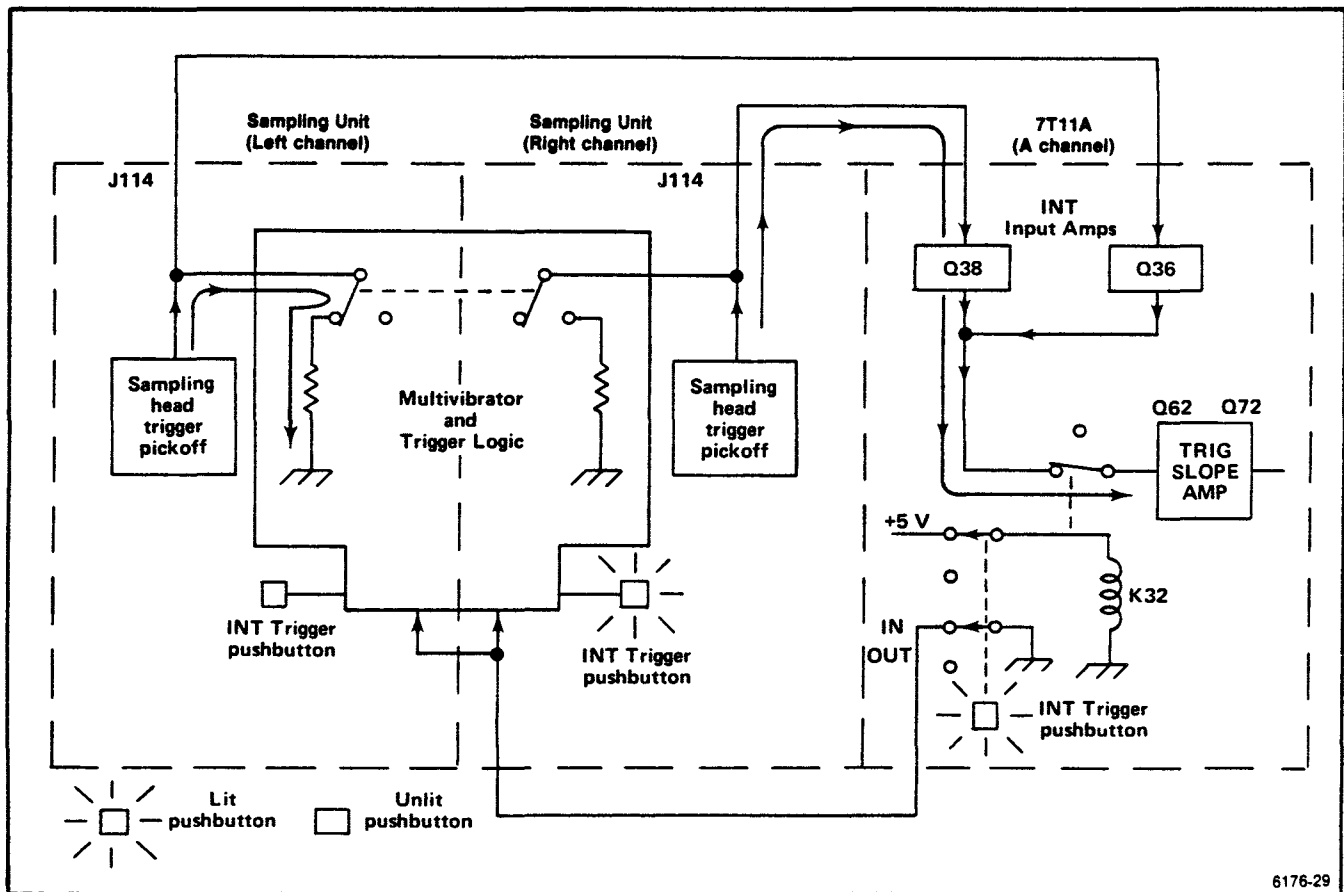 Sampling Unit
(Left channel)
Sampling Unit
(Right channel)
7T11A
(A channel)
J114
J114
INT
Input Amps
Q38
Q36
Sampling
head
trigger
pickoff
Multivibrator
and
Trigger Logic
Sampling
head
trigger
pickoff
Q62 Q72
TRIG
SLOPE
AMP
+5 V
K32
INT Trigger
pushbutton
INT Trigger
pushbutton
IN
OUT
INT Trigger
pushbutton
Lit
pushbutton
Unlit
pushbutton
6176-29